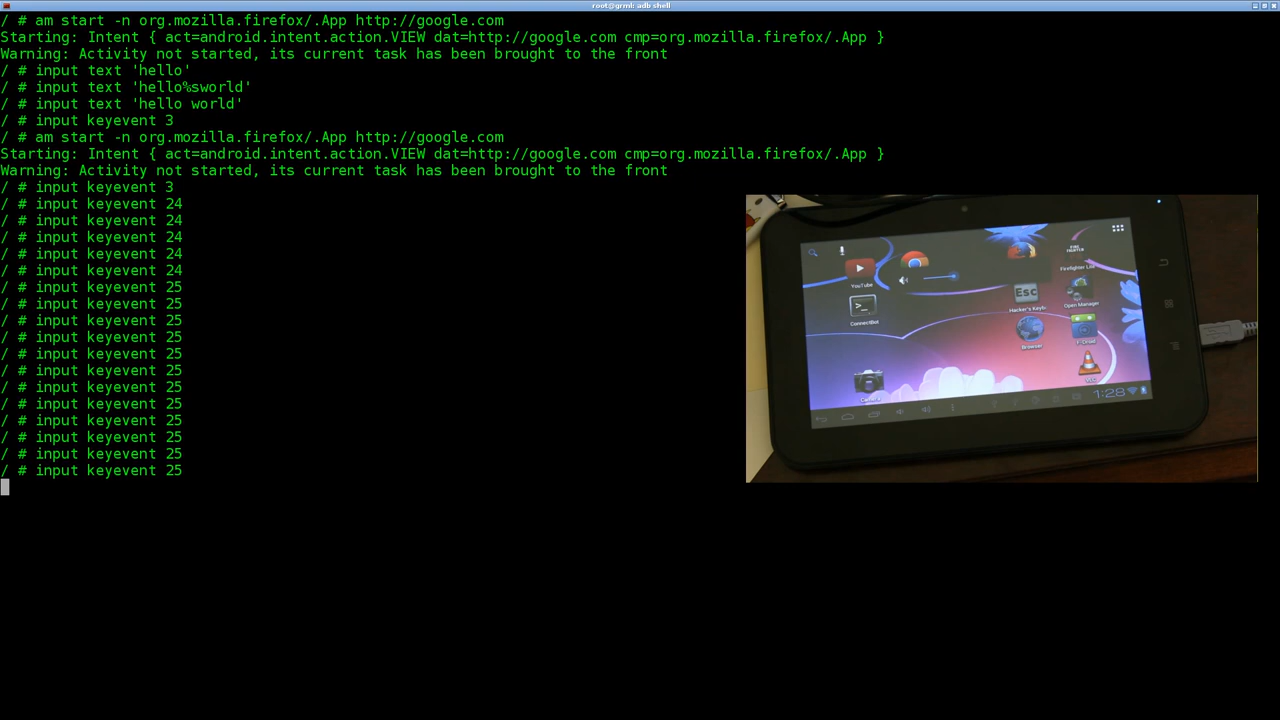 root@grml: adb shell
/ # am start -n org.mozilla.firefox/.App http://google.com
Starting: Intent { act=android.intent.action.VIEW dat=http://google.com cmp=org.mozilla.firefox/.App }
Warning: Activity not started, its current task has been brought to the front
/ # input text 'hello'
/ # input text 'hello%sworld'
/ # input text 'hello world'
/ # input keyevent 3
/ # am start -n org.mozilla.firefox/.App http://google.com
Starting: Intent { act=android.intent.action.VIEW dat=http://google.com cmp=org.mozilla.firefox/.App }
Warning: Activity not started, its current task has been brought to the front
/ # input keyevent 3
/ # input keyevent 24
/ # input keyevent 24
/ # input keyevent 24
/ # input keyevent 24
/ # input keyevent 24
/ # input keyevent 25
/ # input keyevent 25
/ # input keyevent 25
/ # input keyevent 25
/ # input keyevent 25
/ # input keyevent 25
/ # input keyevent 25
/ # input keyevent 25
/ # input keyevent 25
/ # input keyevent 25
/ # input keyevent 25
/ # input keyevent 25
YouTube
Firefighter
Esc
Hacker's
Open Manager
ConnectBot
Browser
F-Droid
Camera
VLC
1:28